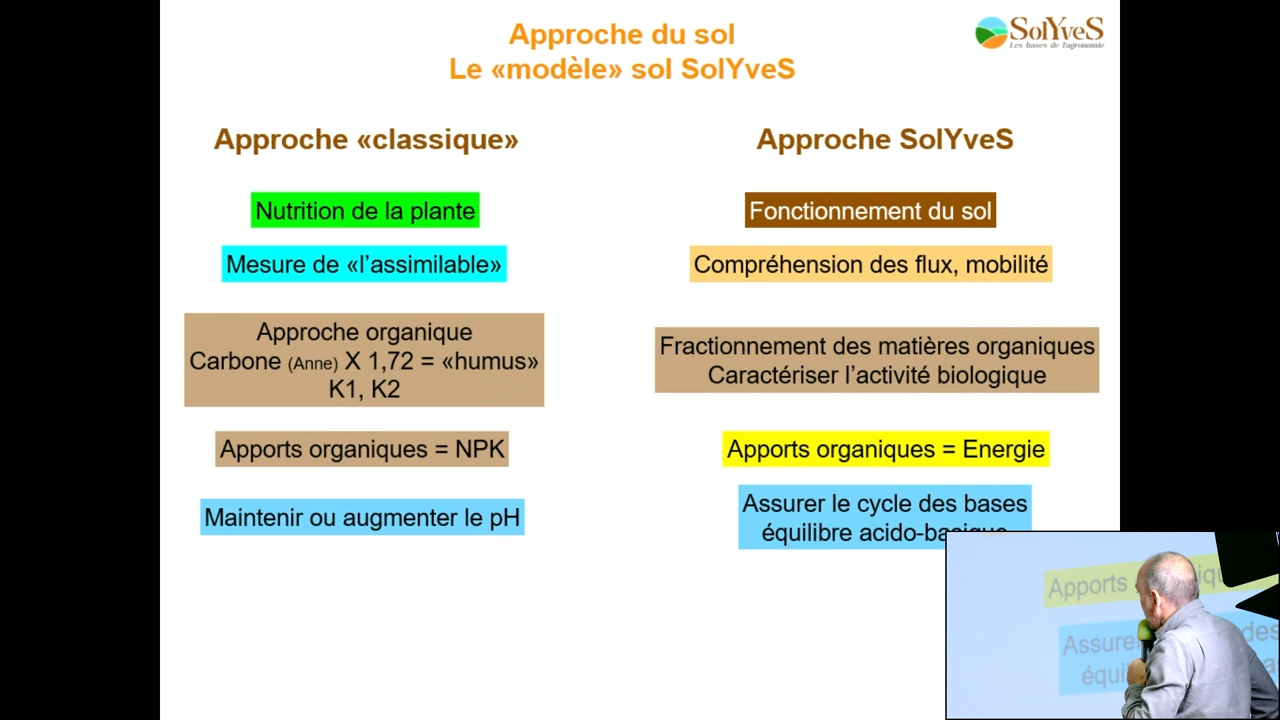 Approche du sol
Le «modèle» sol SolYveS
SolYveS
Les bases de l'agronomie
Approche «classique»
Nutrition de la plante
Mesure de «l’assimilable»
Approche organique
Carbone (Anne) X 1,72 = «humus»
K1, K2
Apports organiques = NPK
Maintenir ou augmenter le pH
Approche SolYveS
Fonctionnement du sol
Compréhension des flux, mobilité
Fractionnement des matières organiques
Caractériser l’activité biologique
Apports organiques = Energie
Assurer le cycle des bases
équilibre acido-basique
Apports
Assurer des